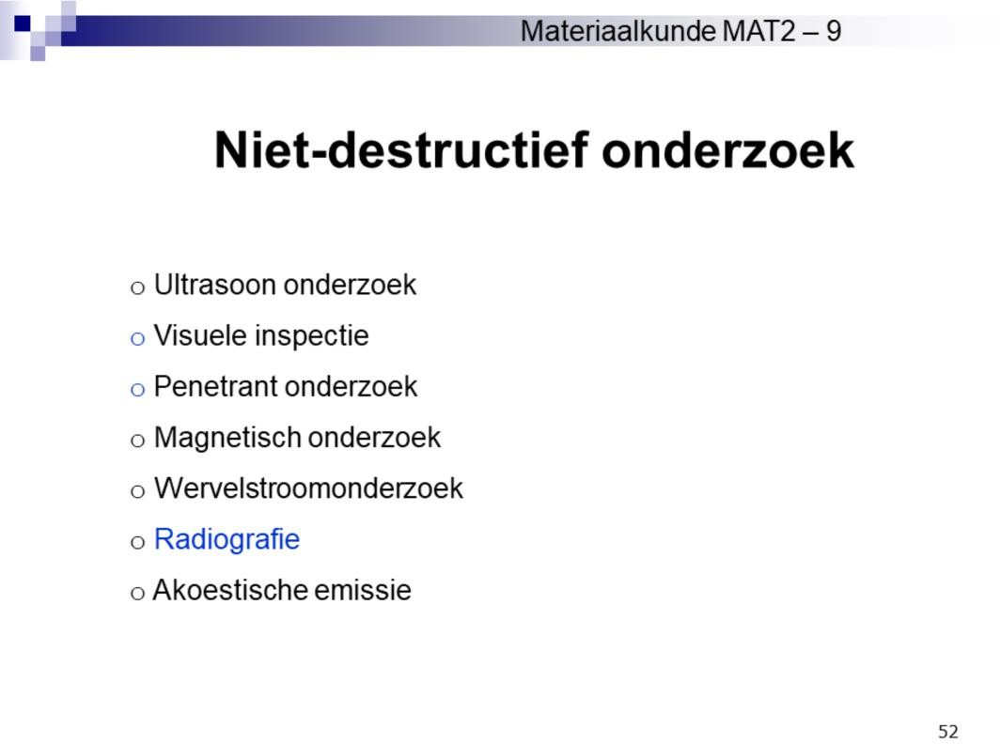 Materiaalkunde MAT2 – 9
Niet-destructief onderzoek
o Ultrasoon onderzoek
o Visuele inspectie
o Penetrant onderzoek
o Magnetisch onderzoek
o Wervelstroomonderzoek
o Radiografie
o Akoestische emissie
52